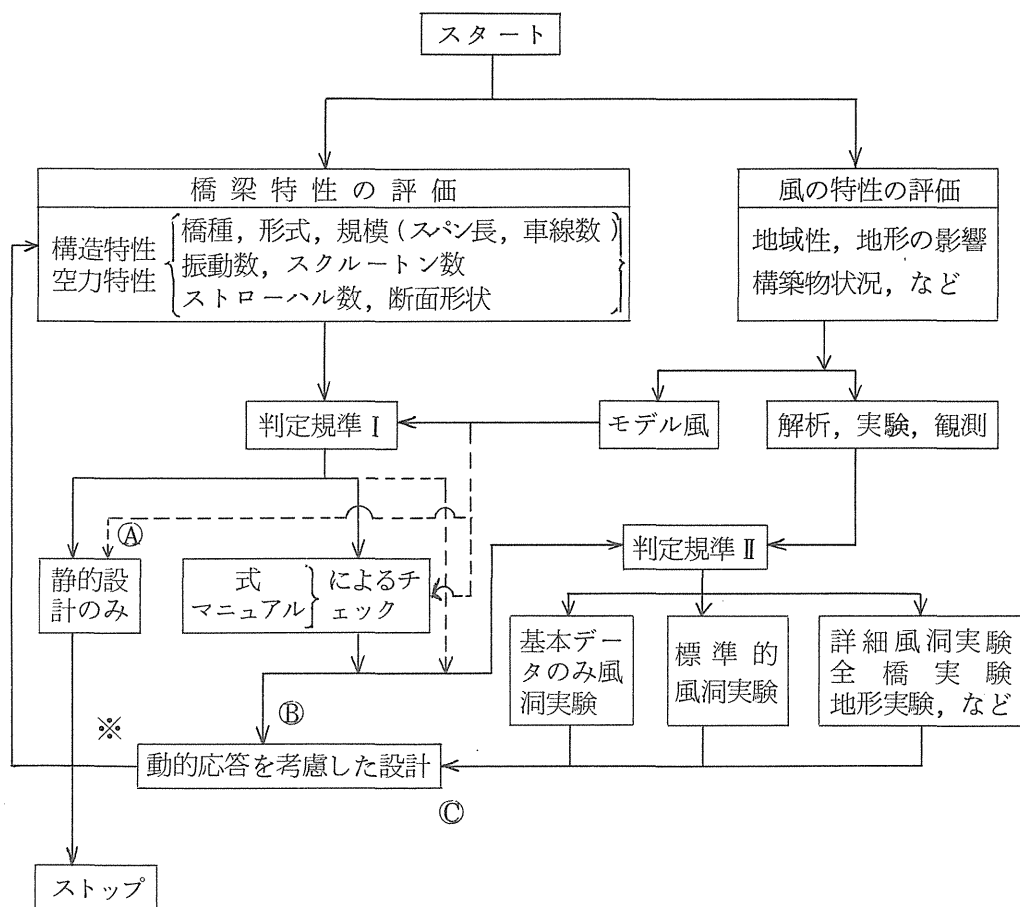 スタート
橋梁特性の評価
構造特性
空力特性
橋種，形式，規模（スパン長，車線数）
振動数，スクルートン数
ストローハル数，断面形状
風の特性の評価
地域性，地形の影響
構築物状況，など
判定規準Ⅰ
モデル風
解析，実験，観測
Ⓐ
判定規準Ⅱ
静的設
計のみ
式
マニュアル
によるチ
ェック
基本デー
タのみ風
洞実験
標準的
風洞実験
詳細風洞実験
全橋実験
地形実験，など
Ⓑ
※
動的応答を考慮した設計
Ⓒ
ストップ